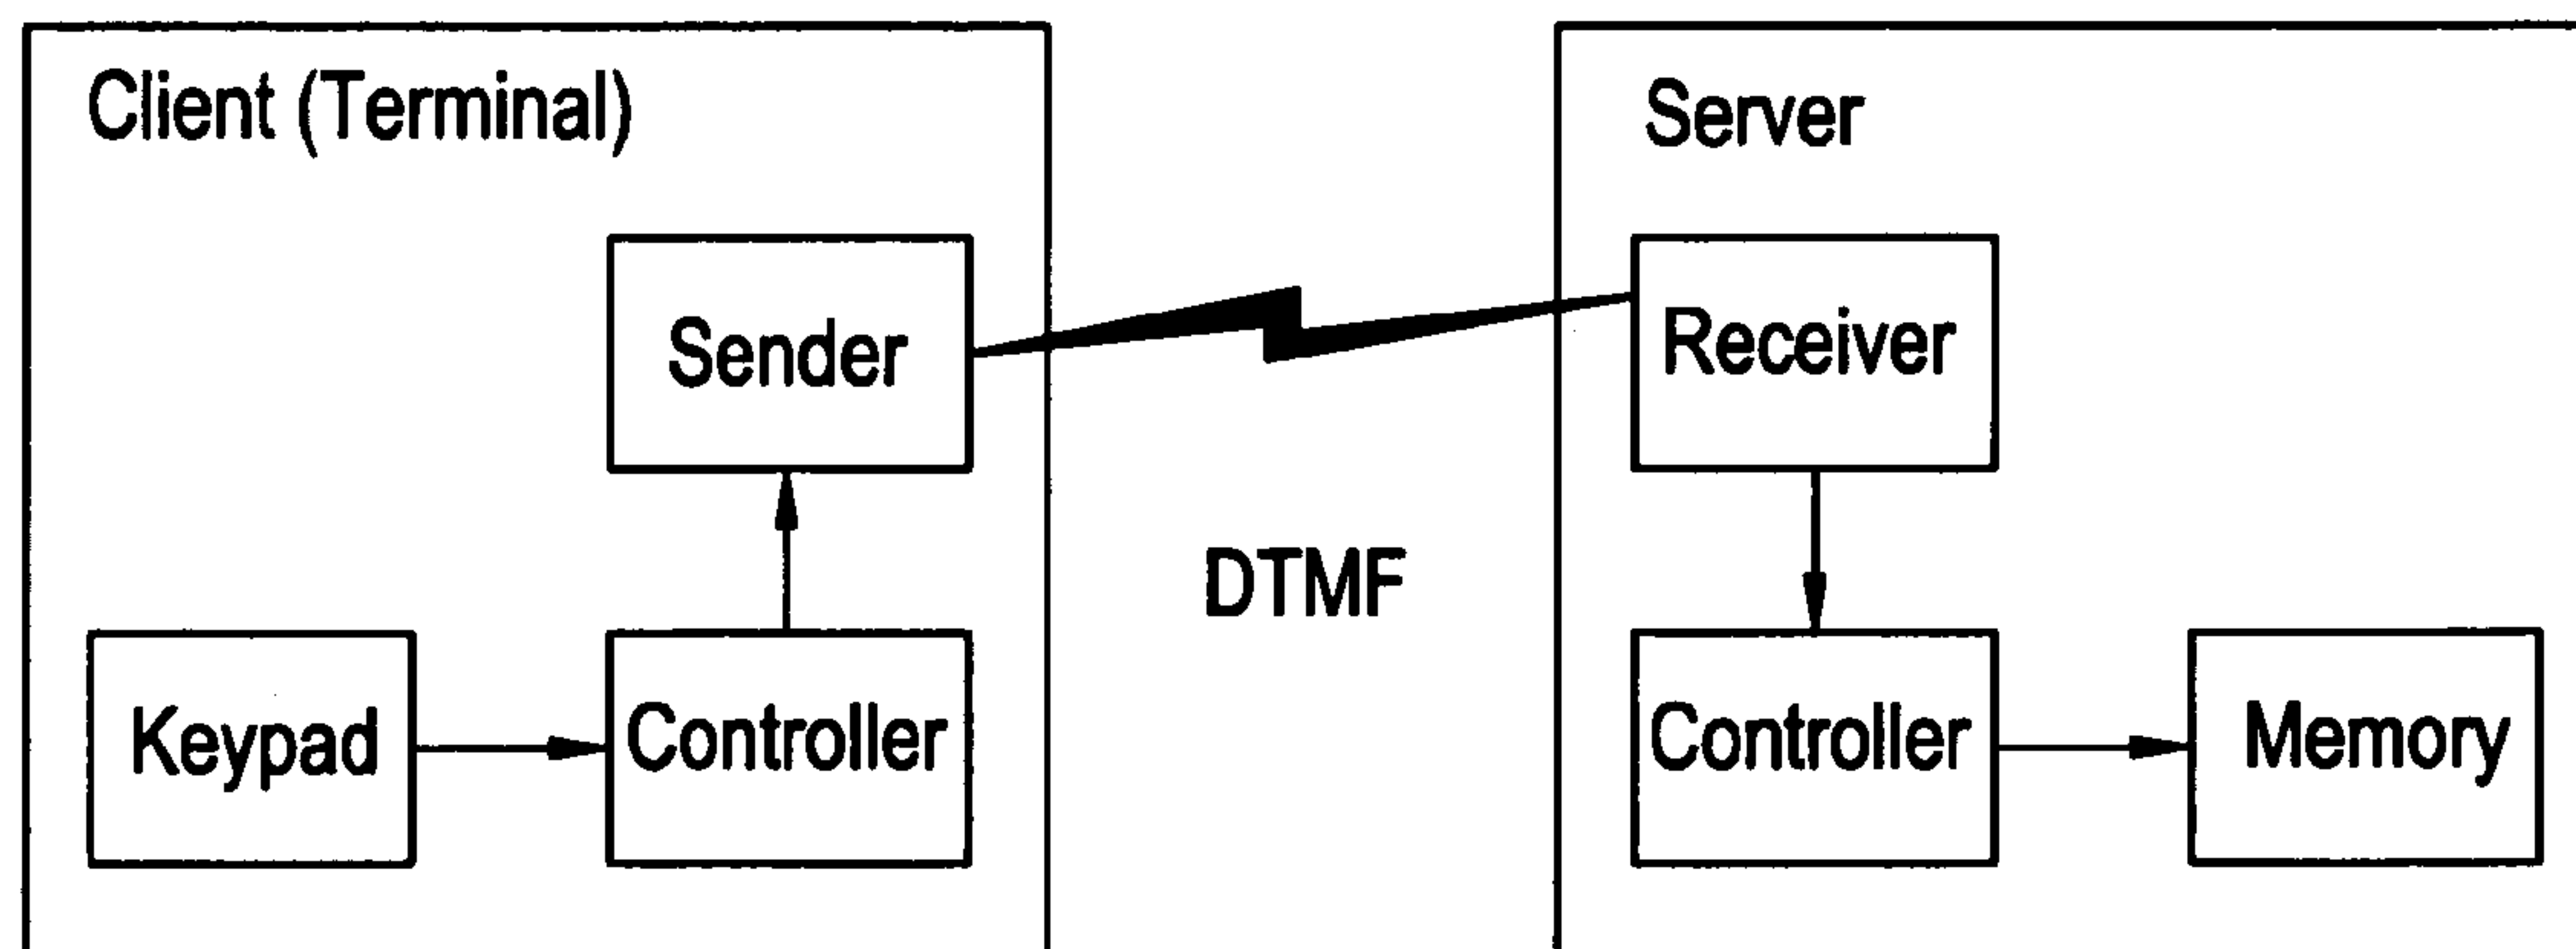 Client (Terminal)
Server
Sender
Receiver
DTMF
Keypad
Controller
Controller
Memory